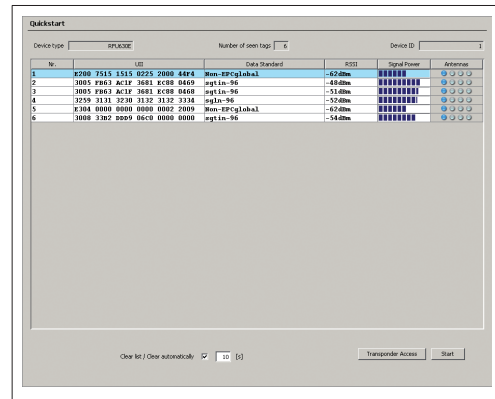 Quickstart
Device type RFU630E Number of seen tags 6 Device ID 1
Nr. UII Data Standard RSSI Signal Power Antennas
1 E200 7515 1515 0225 2000 44F4 Non-EPCglobal -62dBm
2 3005 FB63 AC1F 3681 EC88 0469 sgtin-96 -48dBm
3 3005 FB63 AC1F 3681 EC88 0468 sgtin-96 -51dBm
4 3259 3131 3230 3132 3132 3334 sgln-96 -52dBm
5 E304 0000 0000 0000 0002 2009 Non-EPCglobal -62dBm
6 3008 33B2 DDD9 06C0 0000 0000 sgtin-96 -54dBm
Clear list / Clear automatically 10 [s] Transponder Access Start